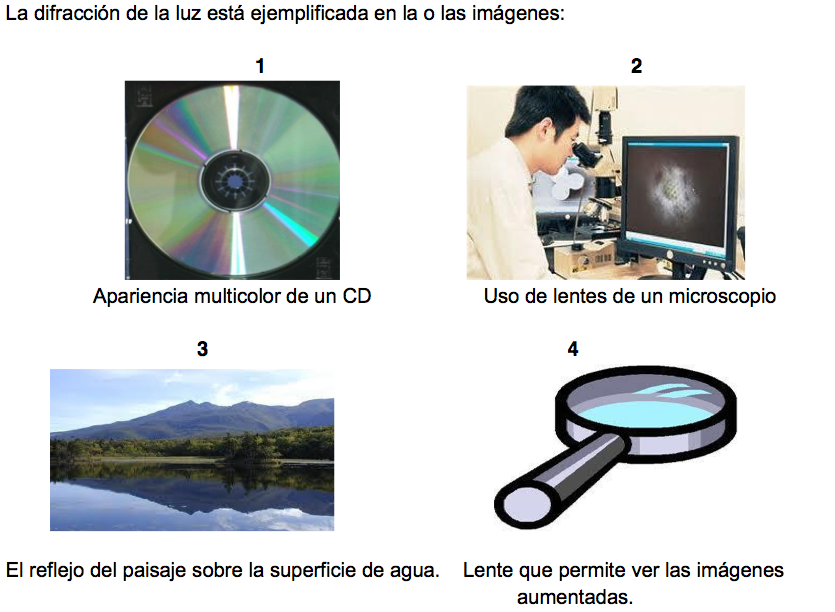 La difracción de la luz está ejemplificada en la o las imágenes:
1
2
Apariencia multicolor de un CD
Uso de lentes de un microscopio
3
4
El reflejo del paisaje sobre la superficie de agua.
Lente que permite ver las imágenes
aumentadas.